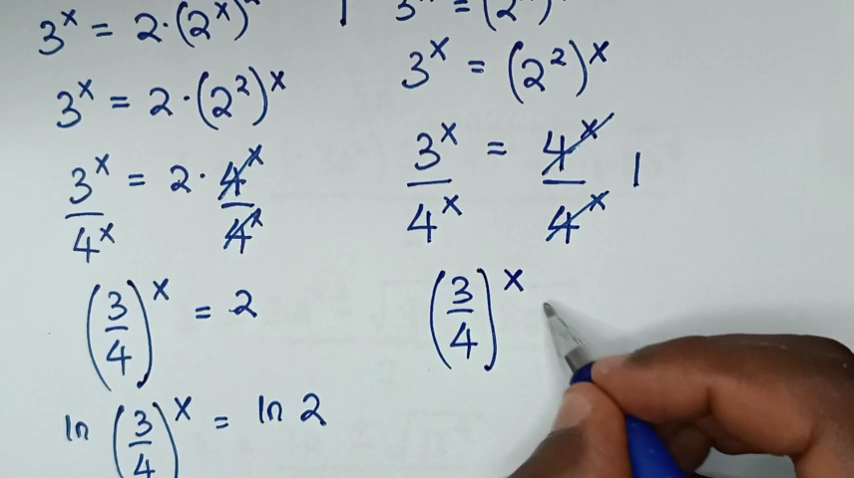 3^x = 2·(2^x)^2
3^x = 2·(2^2)^x
3^x/4^x = 2·4^x/4^x
(3/4)^x = 2
ln (3/4)^x = ln 2
3^x = (2^2)^x
3^x/4^x = 4^x/4^x 1
(3/4)^x